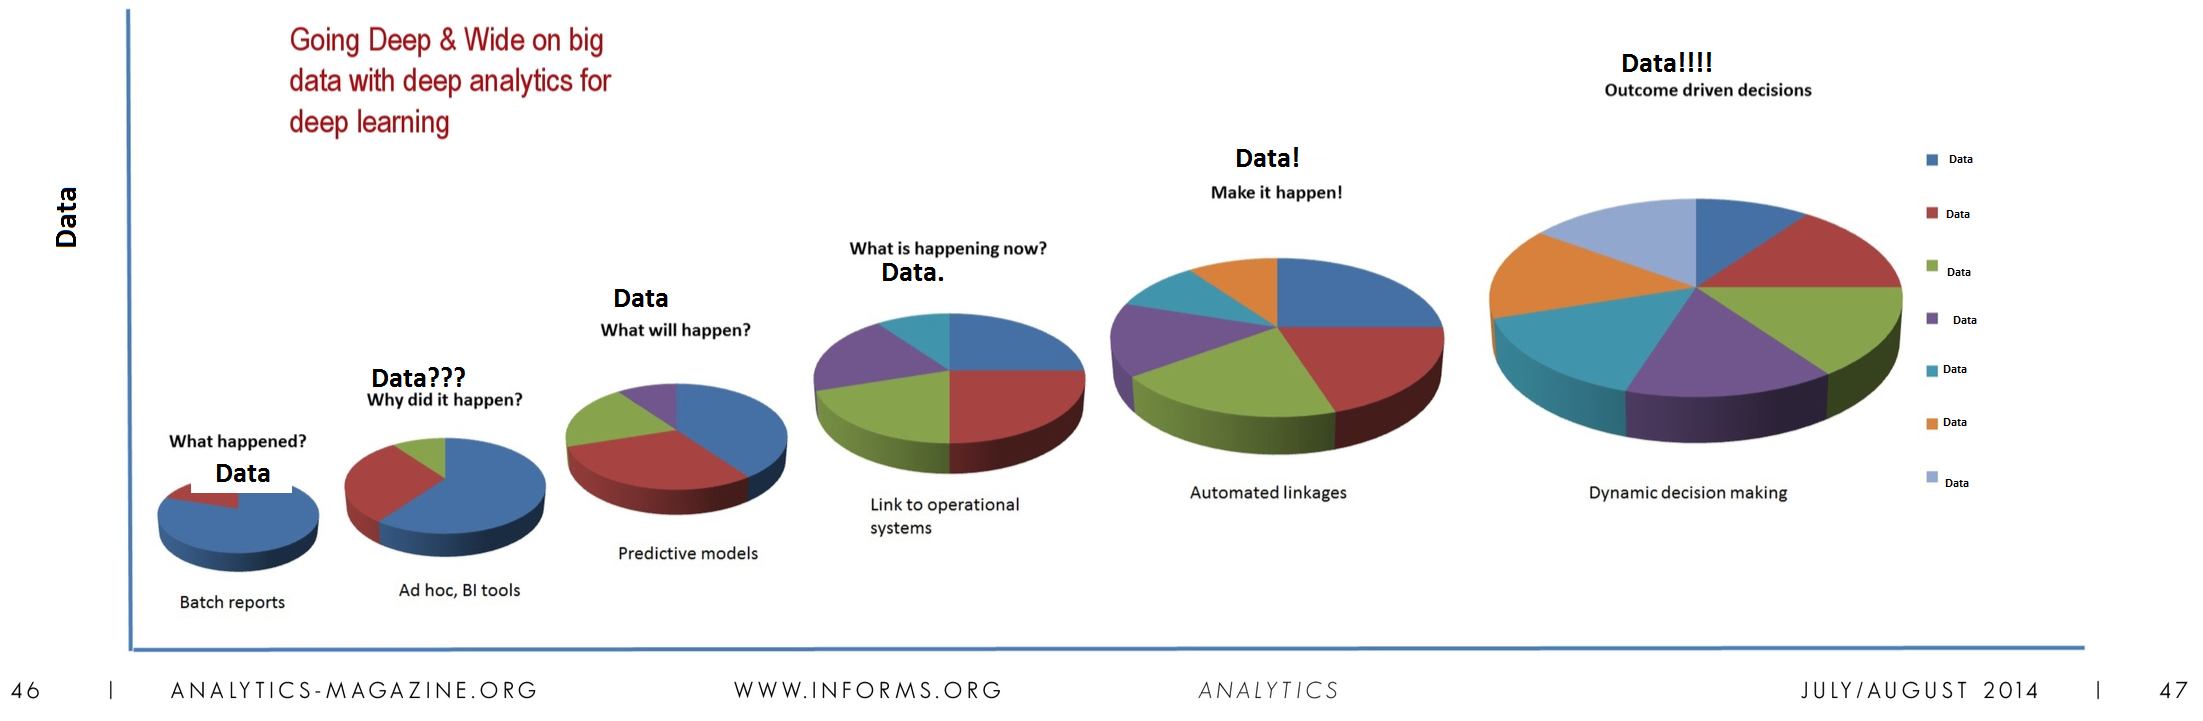 Going Deep & Wide on big
data with deep analytics for
deep learning
Data
What happened?
Data
Batch reports
Data???
Why did it happen?
Ad hoc, BI tools
Data
What will happen?
Predictive models
What is happening now?
Data.
Link to operational
systems
Data!
Make it happen!
Automated linkages
Data!!!!
Outcome driven decisions
Dynamic decision making
Data
Data
Data
Data
Data
Data
Data
46 | ANALYTICS-MAGAZINE.ORG WWW.INFORMS.ORG ANALYTICS JULY/AUGUST 2014 | 47